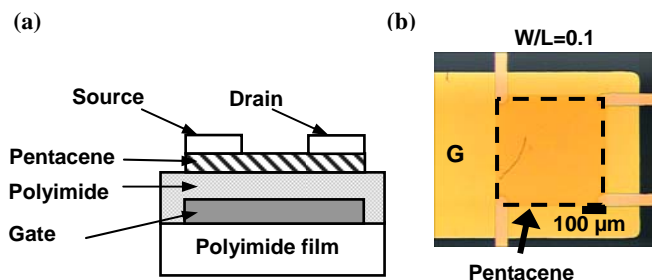 (a)
Source
Drain
Pentacene
Polyimide
Gate
Polyimide film
(b)
W/L=0.1
G
100 µm
Pentacene